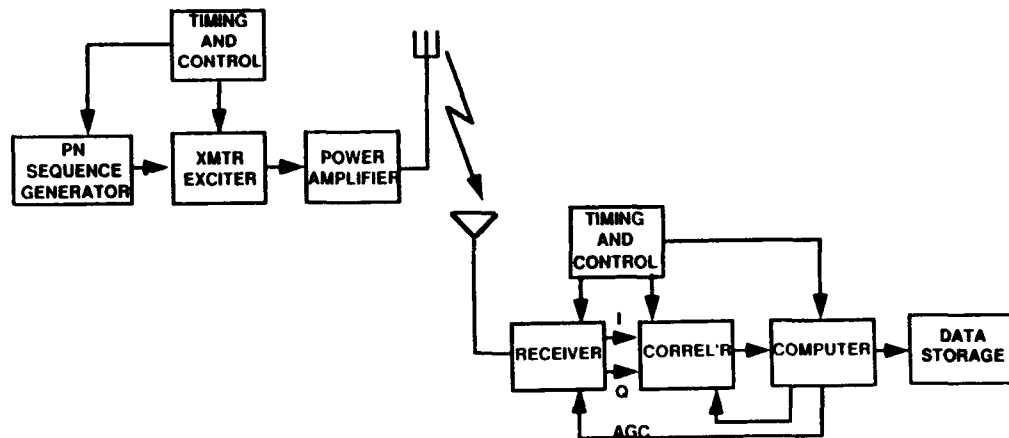 TIMING
AND
CONTROL
PN
SEQUENCE
GENERATOR
XMTR
EXCITER
POWER
AMPLIFIER
TIMING
AND
CONTROL
RECEIVER
I
Q
CORREL'R
COMPUTER
DATA
STORAGE
AGC